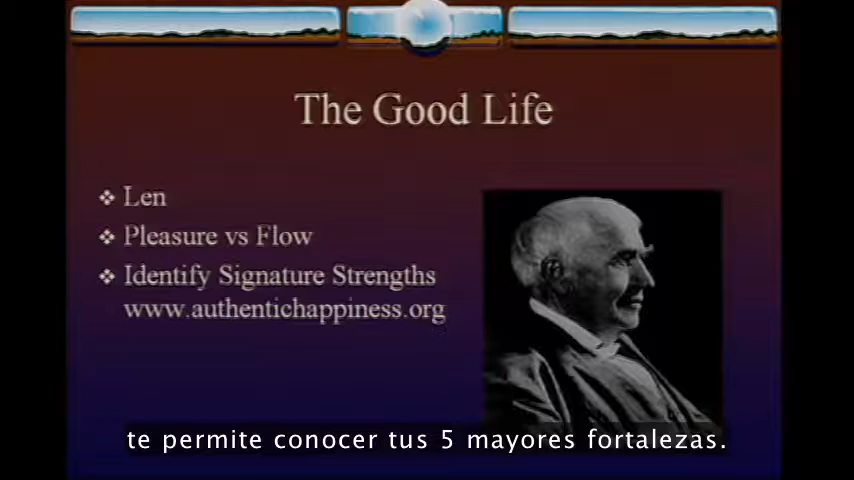 The Good Life
❖ Len
❖ Pleasure vs Flow
❖ Identify Signature Strengths
www.authentichappiness.org
te permite conocer tus 5 mayores fortalezas.